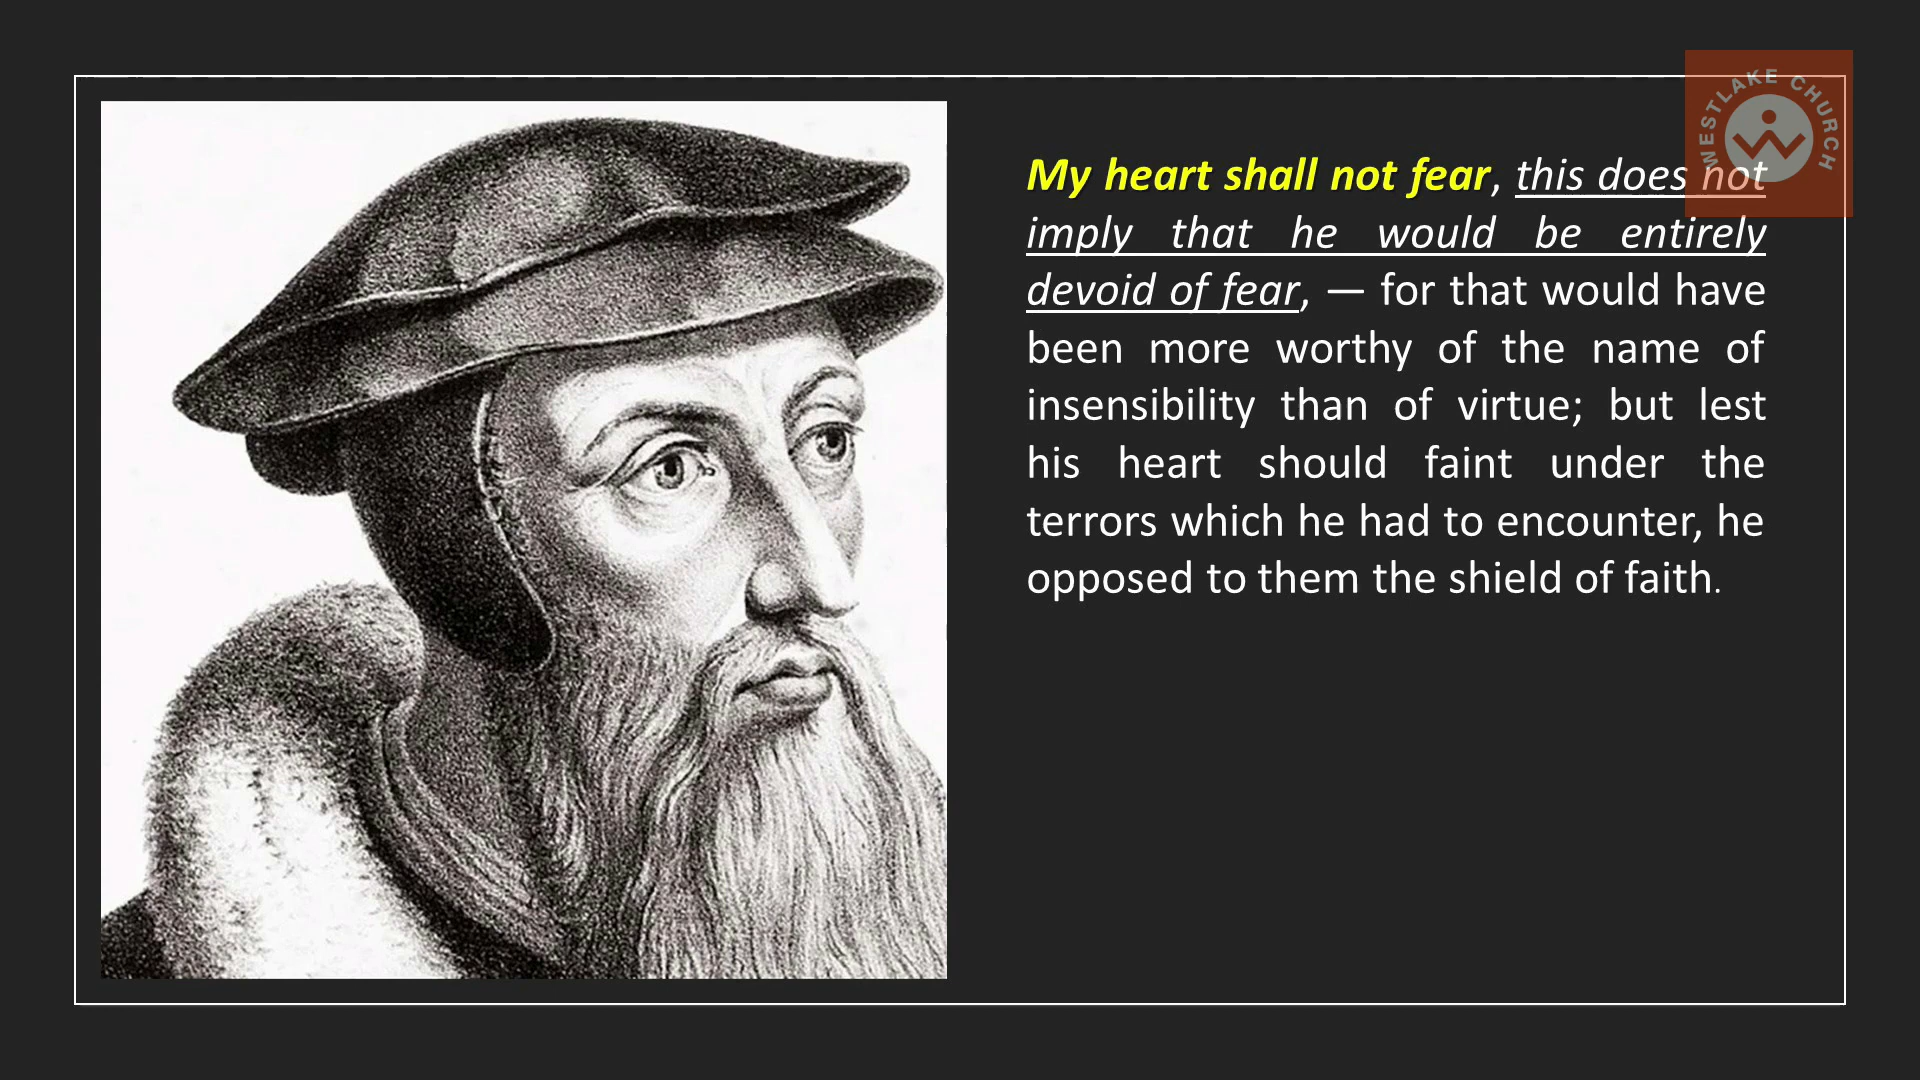 WESTLAKE CHURCH
My heart shall not fear, this does not
imply that he would be entirely
devoid of fear, — for that would have
been more worthy of the name of
insensibility than of virtue; but lest
his heart should faint under the
terrors which he had to encounter, he
opposed to them the shield of faith.